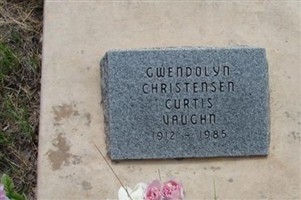 GWENDOLYN
CHRISTENSEN
CURTIS
VAUGHN
1912 - 1985